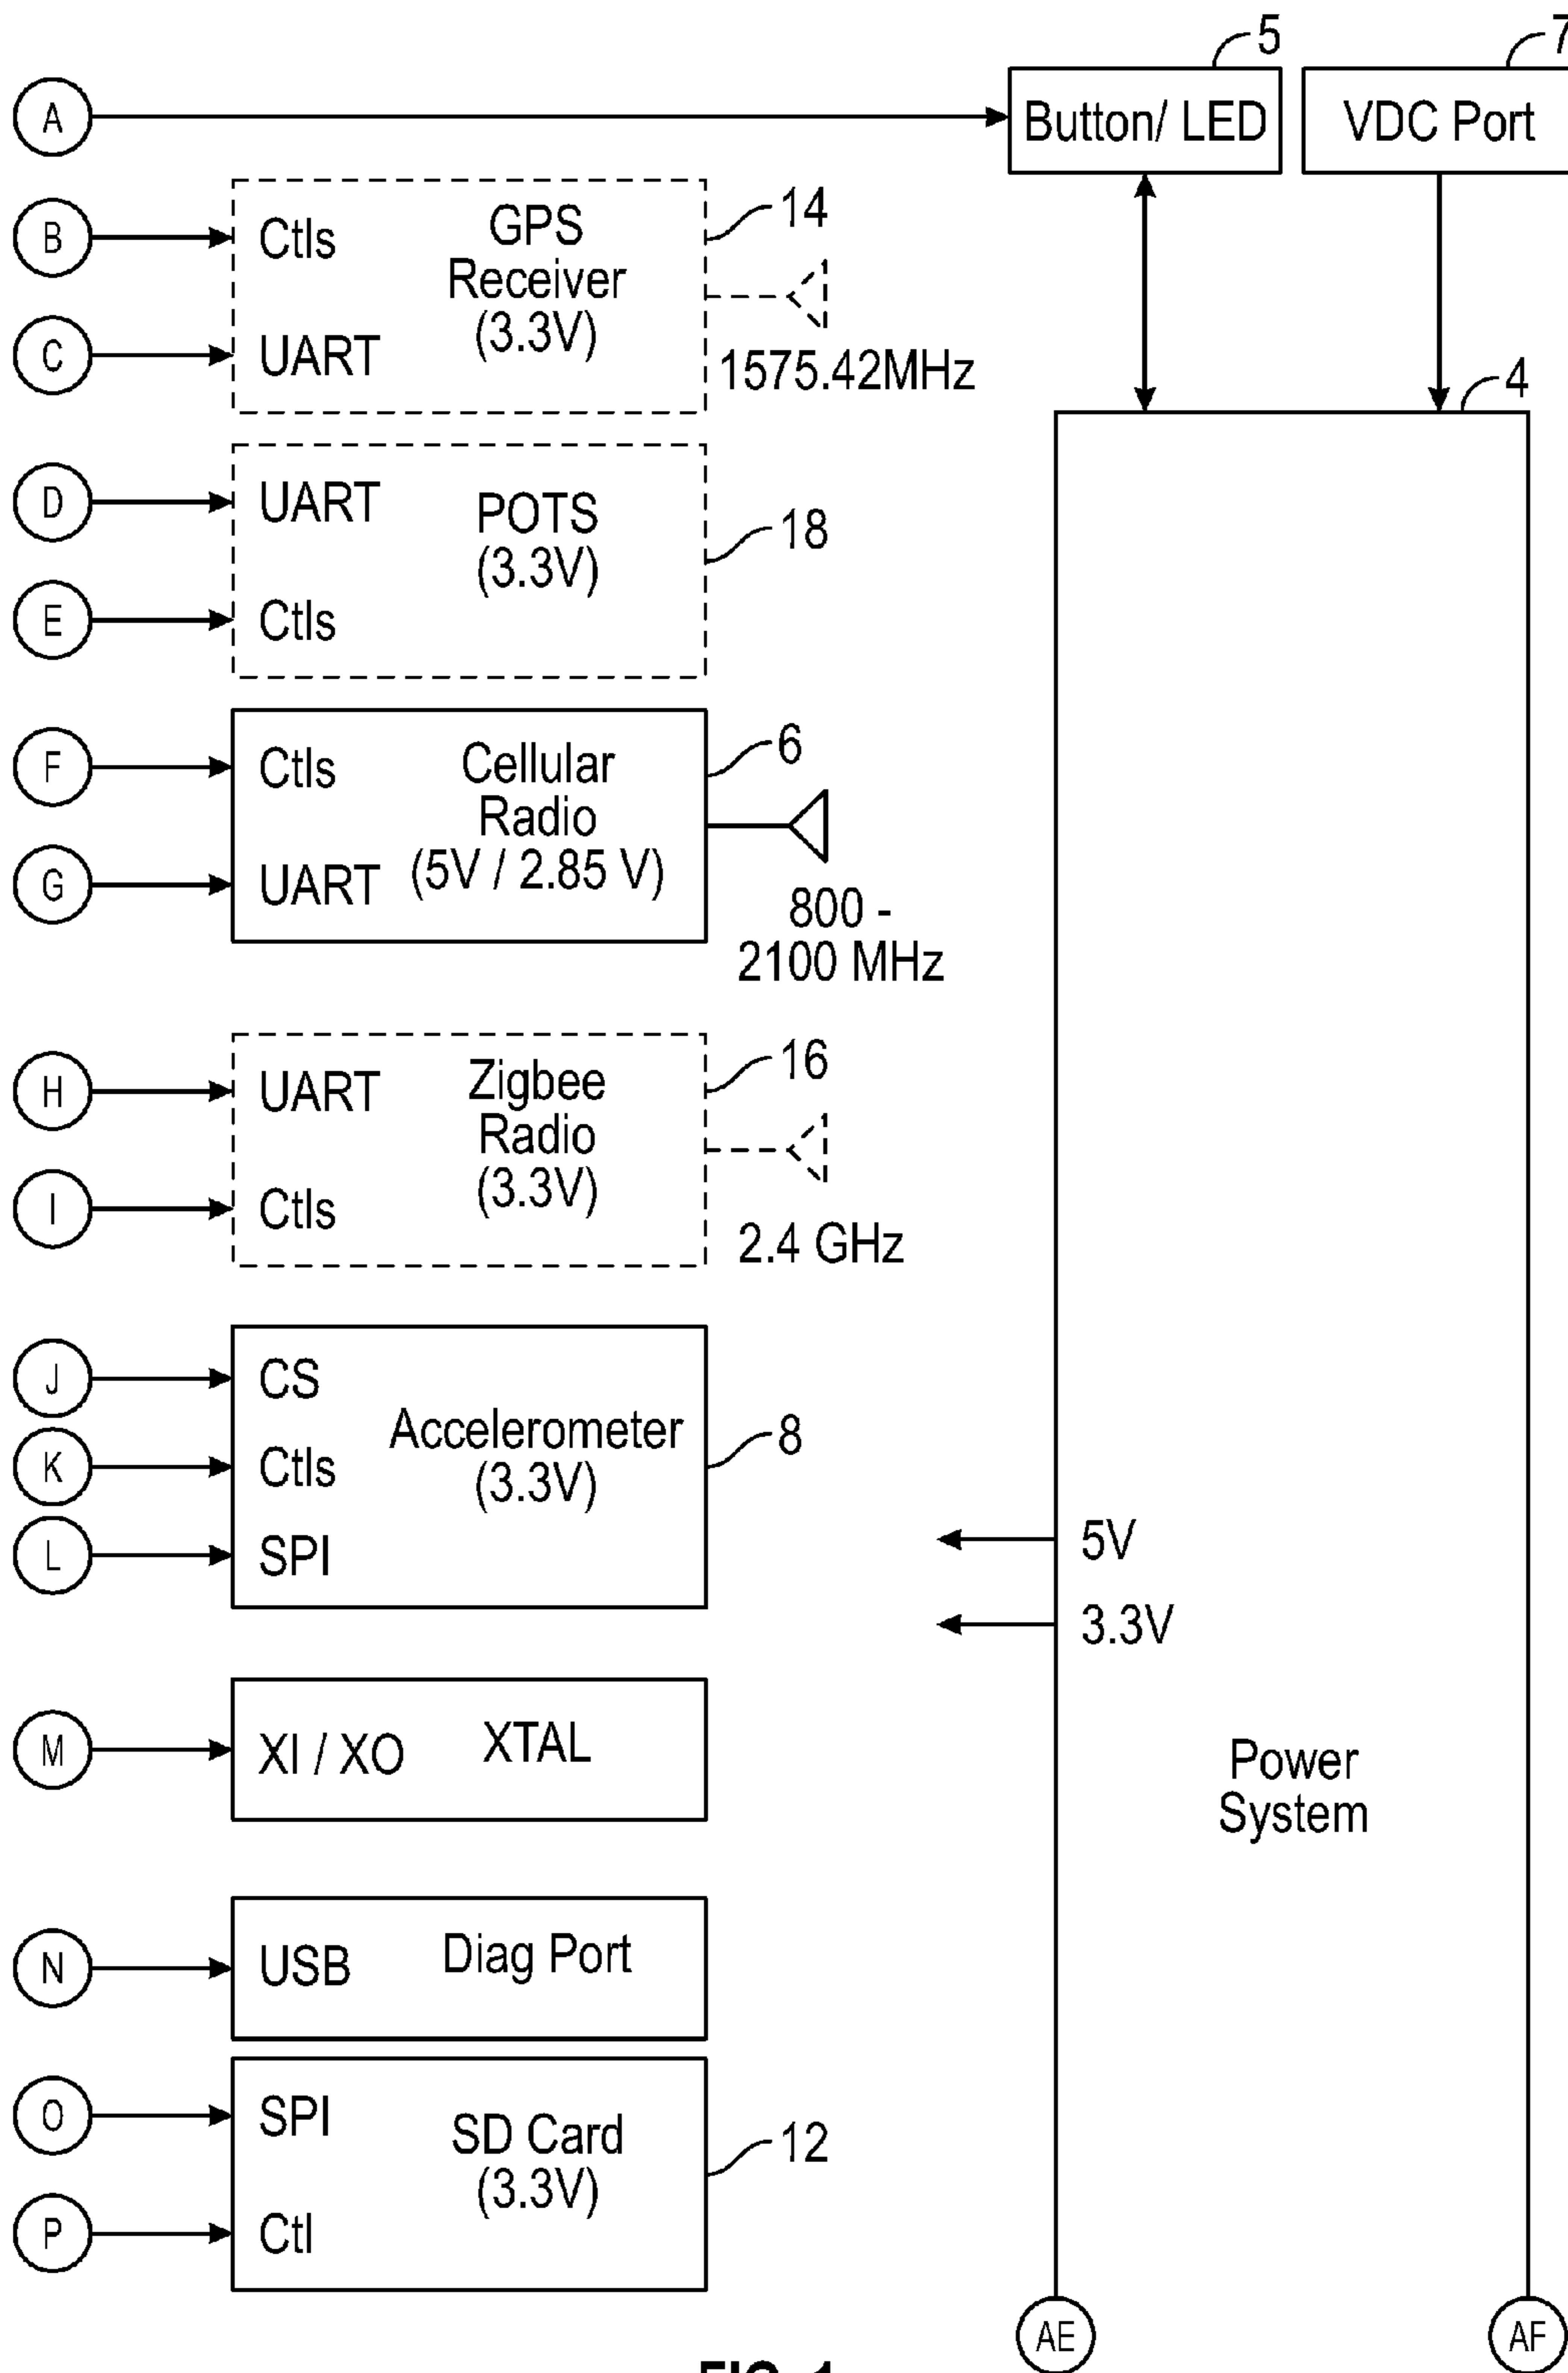 5
7
A
Button/ LED
VDC Port
B
Ctls
GPS
Receiver
(3.3V)
14
C
UART
1575.42MHz
4
D
UART
POTS
(3.3V)
18
E
Ctls
F
Ctls
Cellular
Radio
(5V / 2.85 V)
6
G
UART
800 -
2100 MHz
H
UART
Zigbee
Radio
(3.3V)
16
I
Ctls
2.4 GHz
J
CS
Accelerometer
(3.3V)
8
K
Ctls
L
SPI
5V
3.3V
M
XI / XO
XTAL
Power
System
N
USB
Diag Port
O
SPI
SD Card
(3.3V)
12
P
Ctl
AE
AF
FIG. 1